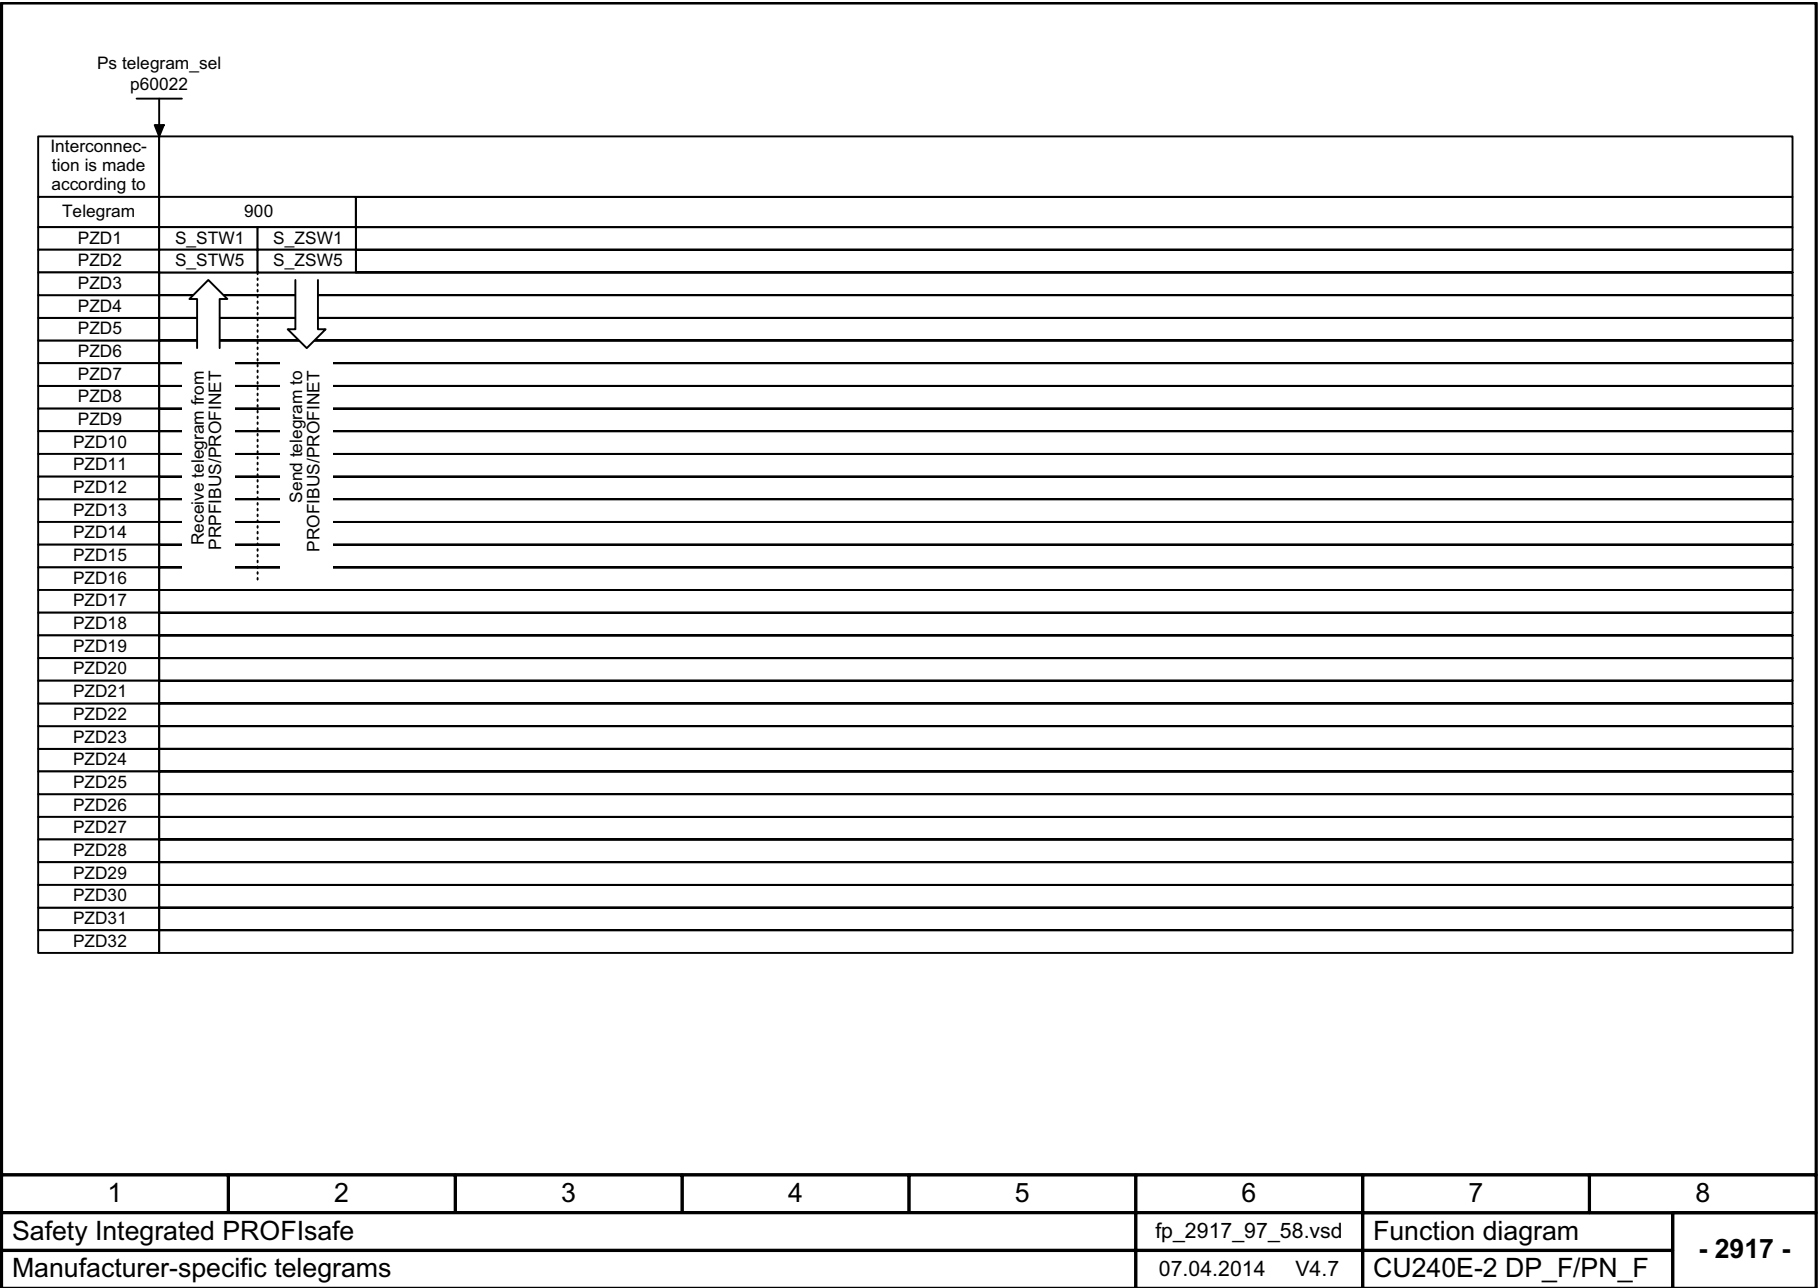 Ps telegram_sel
p60022
Interconnec-
tion is made
according to
Telegram 900
PZD1 S_STW1 S_ZSW1
PZD2 S_STW5 S_ZSW5
PZD3
PZD4
PZD5
PZD6
PZD7
PZD8
PZD9
PZD10
PZD11
PZD12
PZD13
PZD14
PZD15
PZD16
PZD17
PZD18
PZD19
PZD20
PZD21
PZD22
PZD23
PZD24
PZD25
PZD26
PZD27
PZD28
PZD29
PZD30
PZD31
PZD32
Receive telegram from
PRPFIBUS/PROFINET
Send telegram to
PROFIBUS/PROFINET
1 2 3 4 5 6 7 8
Safety Integrated PROFIsafe fp_2917_97_58.vsd Function diagram
- 2917 -
Manufacturer-specific telegrams 07.04.2014 V4.7 CU240E-2 DP_F/PN_F